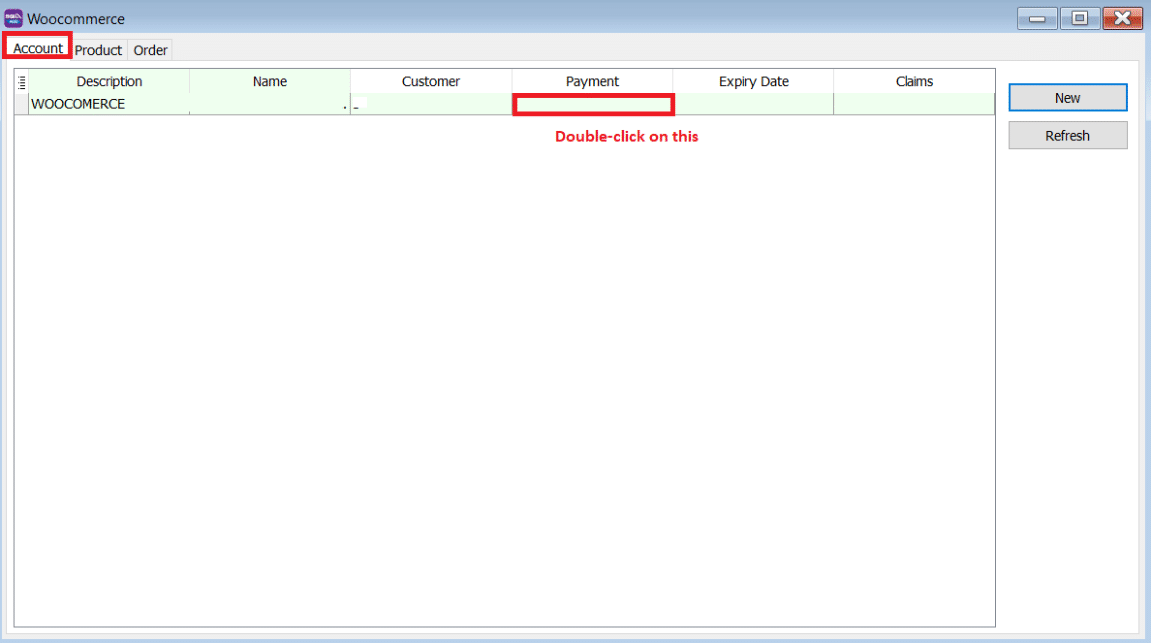 Woocommerce
Account Product Order
Description Name Customer Payment Expiry Date Claims
WOOCOMERCE
New
Double-click on this
Refresh